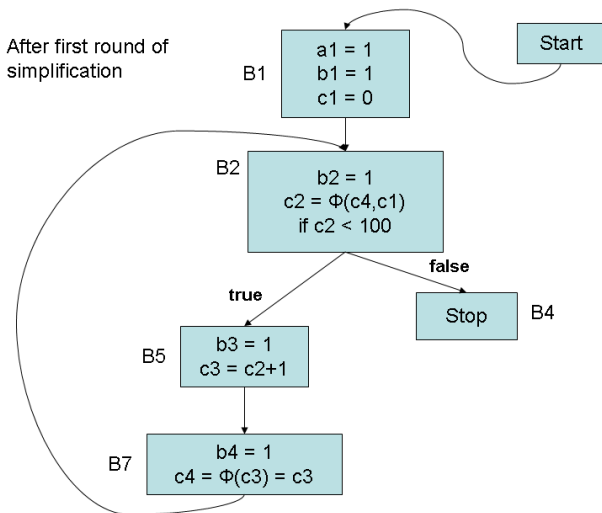 After first round of
simplification
Start
B1
a1 = 1
b1 = 1
c1 = 0
B2
b2 = 1
c2 = Φ(c4,c1)
if c2 < 100
true
false
Stop
B4
B5
b3 = 1
c3 = c2+1
B7
b4 = 1
c4 = Φ(c3) = c3